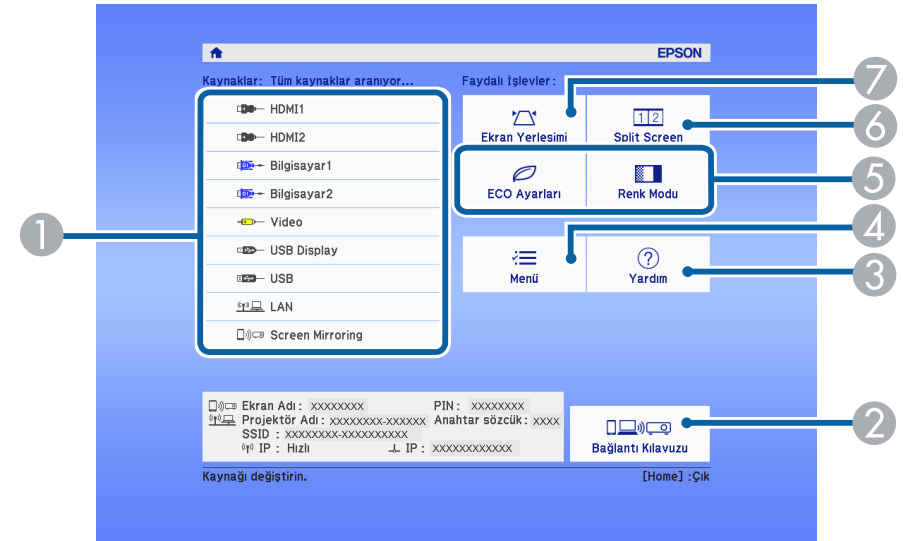 EPSON
Kaynaklar: Tüm kaynaklar aranıyor...
HDMI1
HDMI2
Bilgisayar1
Bilgisayar2
Video
USB Display
USB
LAN
Screen Mirroring
Faydalı İşlevler:
Ekran Yerlesimi
1 2
Split Screen
ECO Ayarları
Renk Modu
Menü
?
Yardım
Ekran Adı: XXXXXXXX PIN: XXXXXXXX
Projektör Adı: XXXXXXXX-XXXXXX Anahtar sözcük: XXXX
SSID : XXXXXXXX-XXXXXXXXXX
IP : Hızlı IP : XXXXXXXXXXXX
Bağlantı Kılavuzu
Kaynağı değiştirin. [Home] :Çık
1
7
6
5
4
3
2